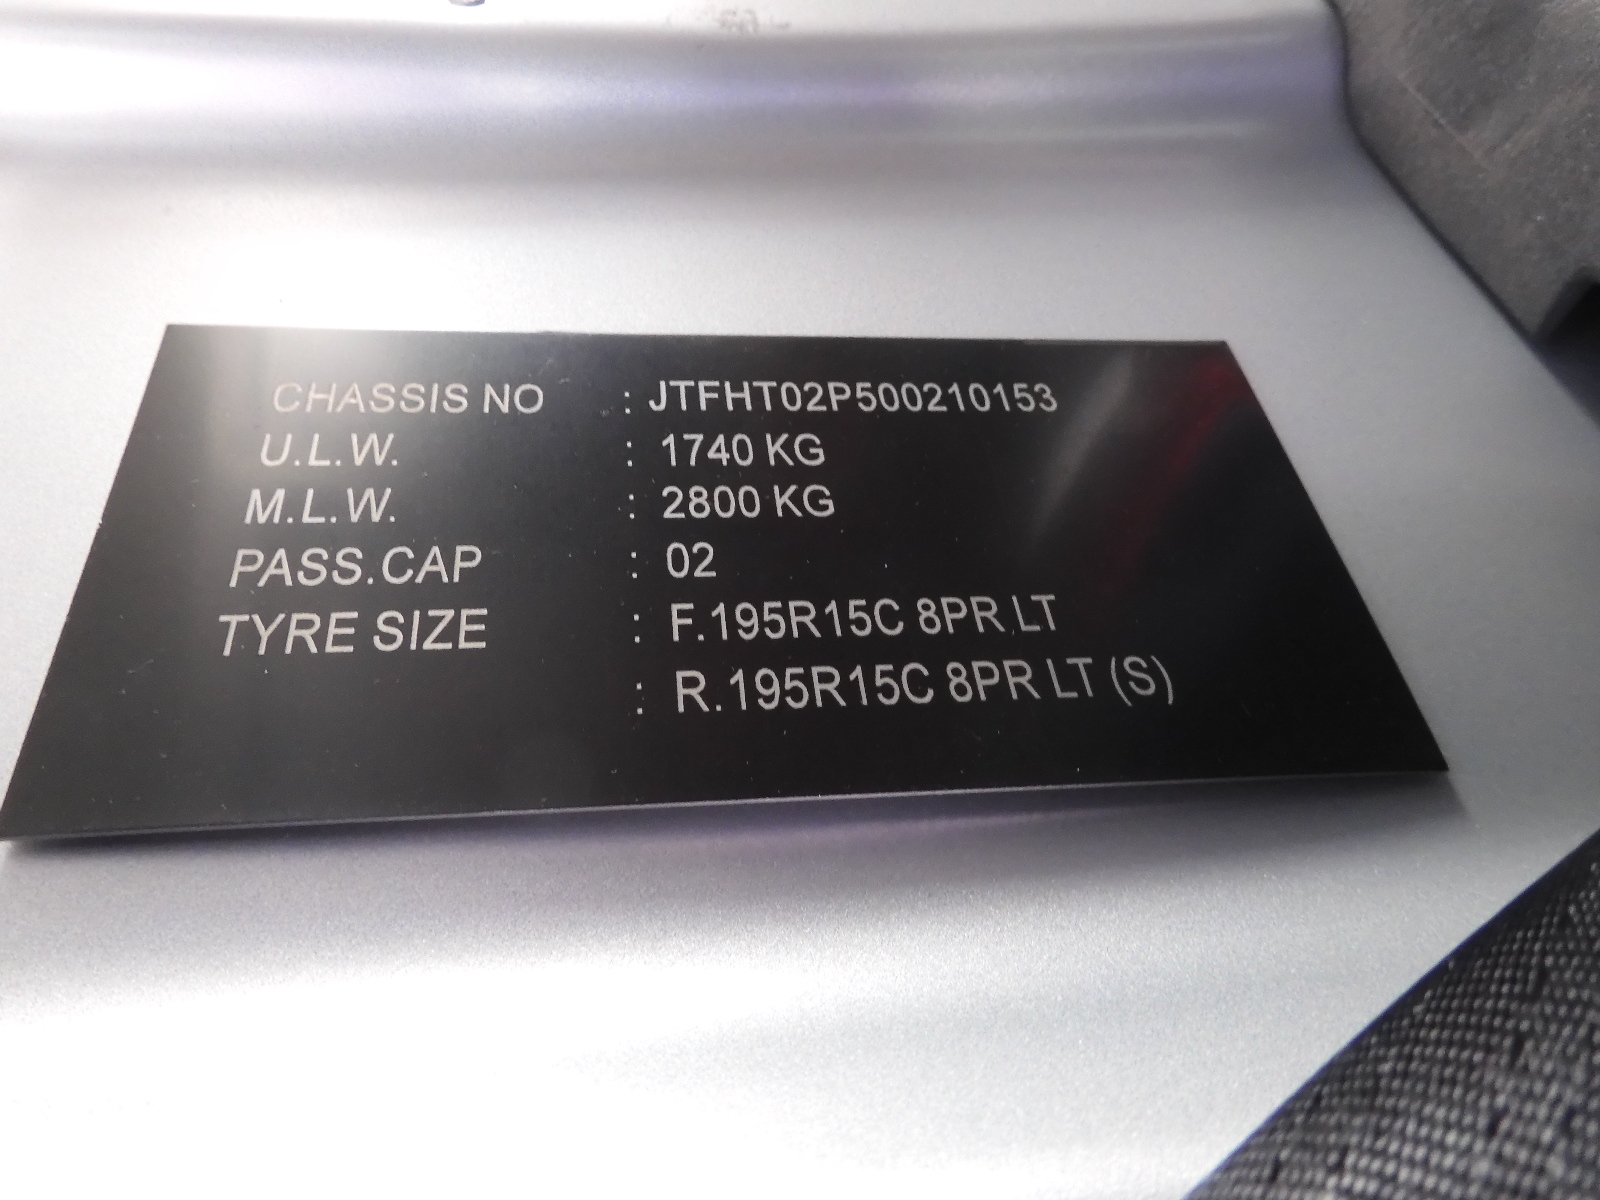 CHASSIS NO : JTFHT02P500210153
U.L.W. : 1740 KG
M.L.W. : 2800 KG
PASS.CAP : 02
TYRE SIZE : F.195R15C 8PR LT
: R.195R15C 8PR LT (S)